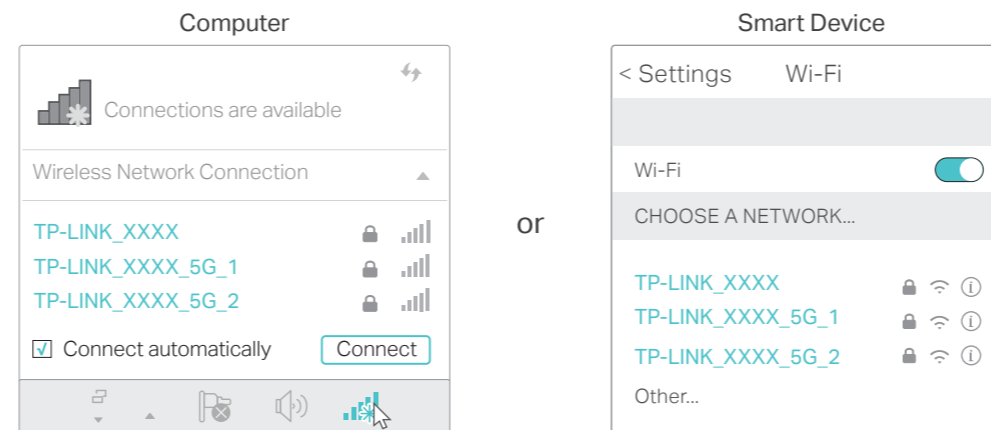 Computer
Connections are available
Wireless Network Connection
TP-LINK_XXXX
TP-LINK_XXXX_5G_1
TP-LINK_XXXX_5G_2
Connect automatically
Connect
or
Smart Device
< Settings Wi-Fi
Wi-Fi
CHOOSE A NETWORK...
TP-LINK_XXXX
TP-LINK_XXXX_5G_1
TP-LINK_XXXX_5G_2
Other...